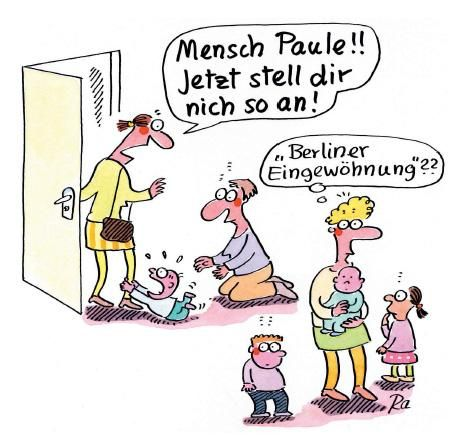 Mensch Paule!!
Jetzt stell dir
nich so an!
„Berliner
Eingewöhnung"??
Ra